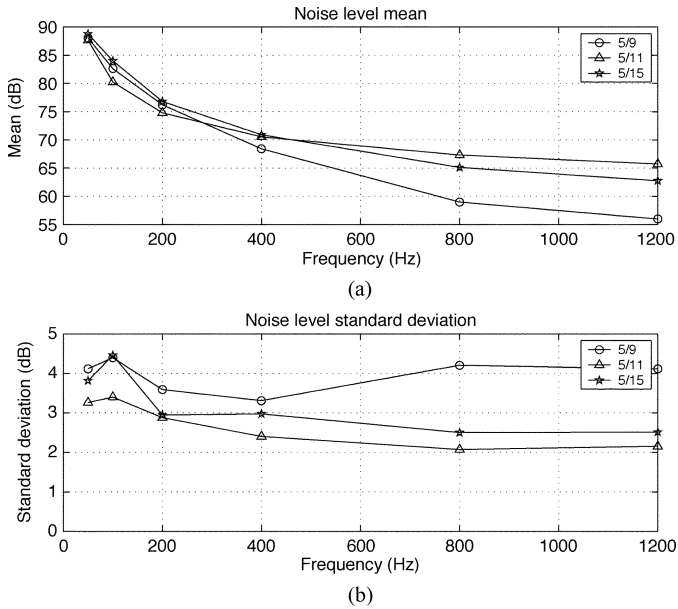 Noise level mean
90
85
80
75
70
65
60
55
Mean (dB)
5/9
5/11
5/15
0 200 400 600 800 1000 1200
Frequency (Hz)
(a)
Noise level standard deviation
5
4
3
2
1
0
Standard deviation (dB)
5/9
5/11
5/15
0 200 400 600 800 1000 1200
Frequency (Hz)
(b)